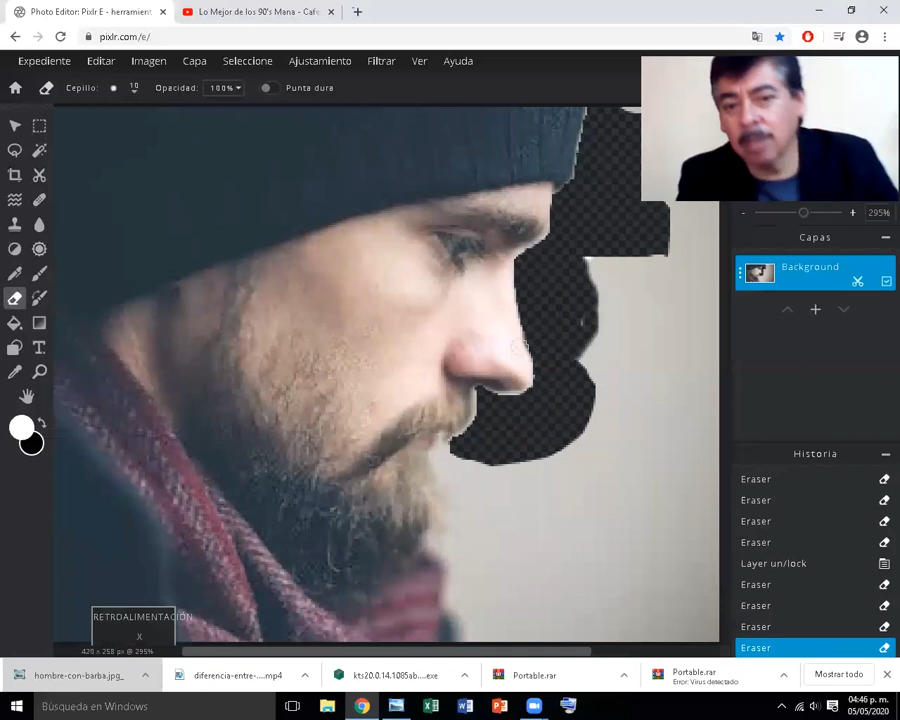 Photo Editor: Pixlr E - herramient
Lo Mejor de los 90's Mana - Cafe
pixlr.com/e/
Expediente Editar Imagen Capa Seleccione Ajustamiento Filtrar Ver Ayuda
Cepillo: 10 Opacidad: 100% Punta dura
- + 295%
Capas
Background
Historia
Eraser
Eraser
Eraser
Eraser
Layer un/lock
Eraser
Eraser
Eraser
Eraser
RETROALIMENTACIÓN
X
420 x 258 px @ 295%
hombre-con-barba.jpg_
diferencia-entre-....mp4
kts20.0.14.1085ab....exe
Portable.rar
Portable.rar
Error: Virus detectado
Mostrar todo
Búsqueda en Windows
04:46 p. m.
05/05/2020